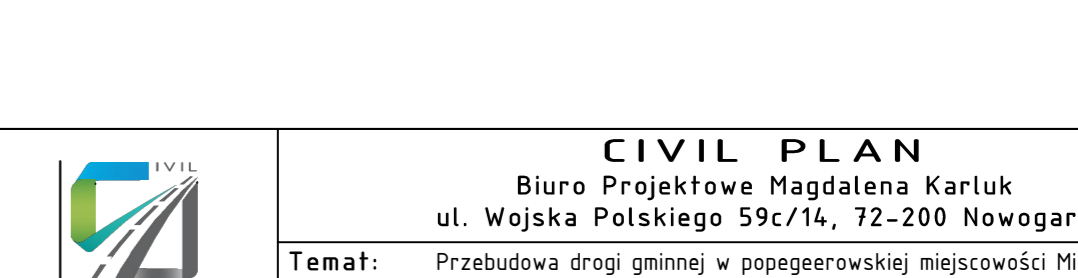 CIVIL PLAN
IVIL
Biuro Projektowe Magdalena Karluk
ul. Wojska Polskiego 59c/14, 72-200 Nowogar
Temat: Przebudowa drogi gminnej w popegeerowskiej miejscowości Mi